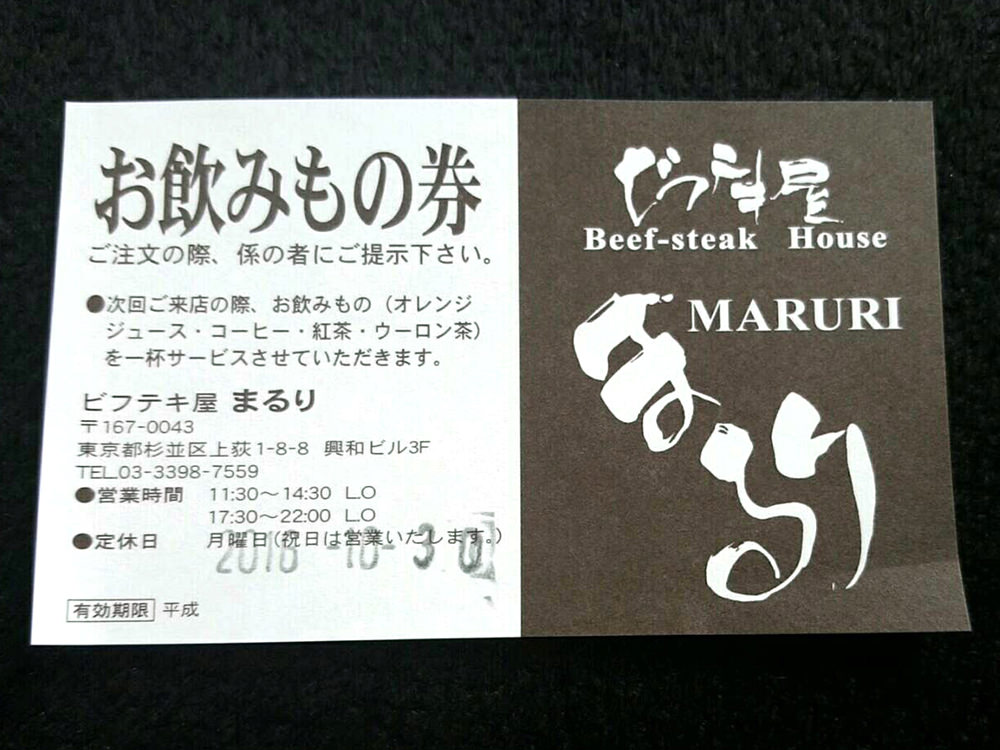 お飲みもの券
ご注文の際、係の者にご提示下さい。
●次回ご来店の際、お飲みもの（オレンジ
ジュース・コーヒー・紅茶・ウーロン茶）
を一杯サービスさせていただきます。
ビフテキ屋 まるり
〒167-0043
東京都杉並区上荻1-8-8 興和ビル3F
TEL.03-3398-7559
●営業時間 11:30～14:30 L.O
17:30～22:00 L.O
●定休日 月曜日(祝日は営業いたします。)
有効期限 平成
びフテキ屋
Beef-steak House
MARURI
まるり